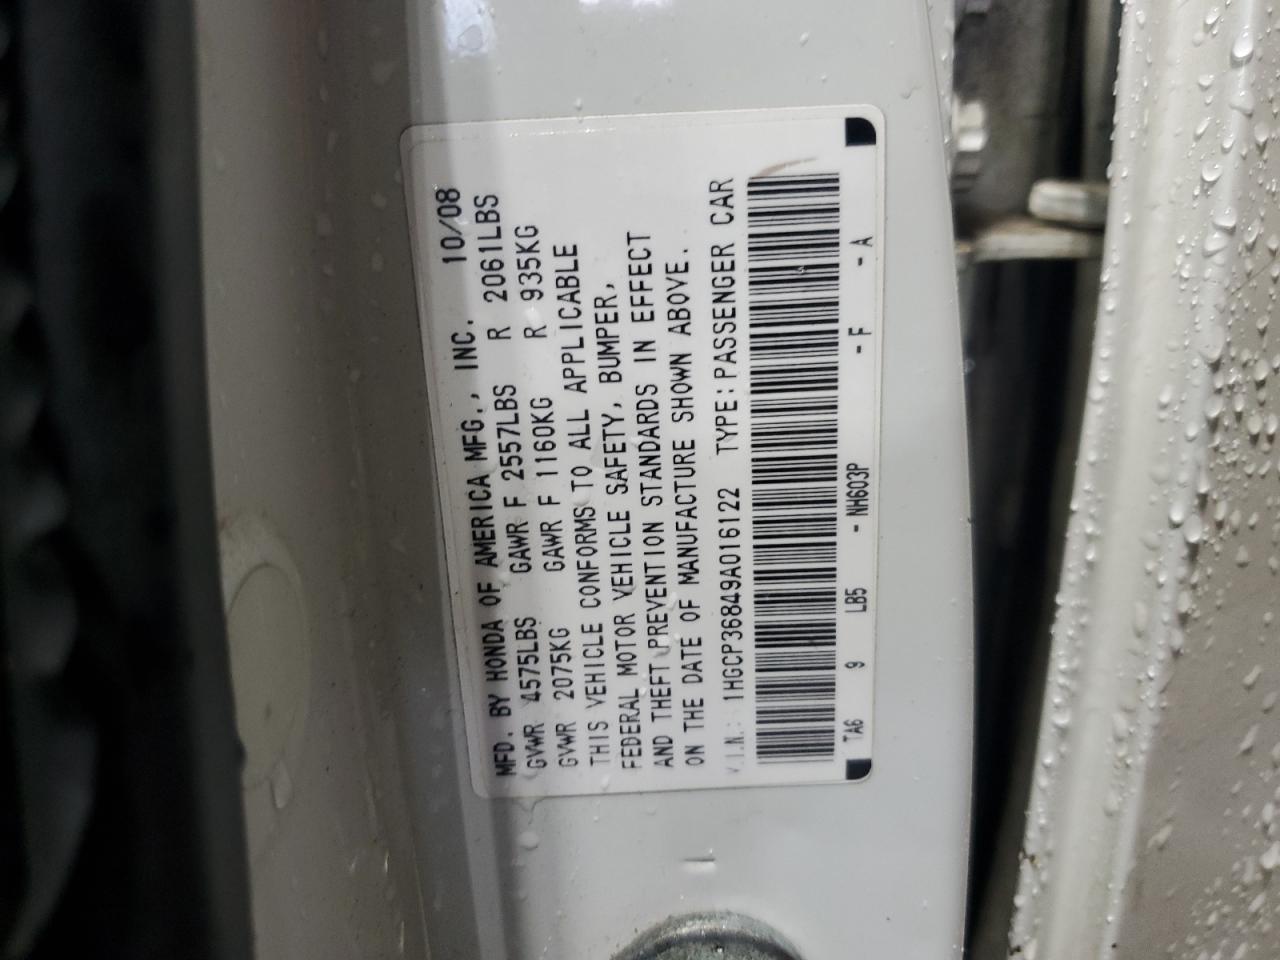 MFD. BY HONDA OF AMERICA MFG., INC. 10/08
GVWR 4575LBS GAWR F 2557LBS R 2061LBS
GVWR 2075KG GAWR F 1160KG R 935KG
THIS VEHICLE CONFORMS TO ALL APPLICABLE
FEDERAL MOTOR VEHICLE SAFETY, BUMPER,
AND THEFT PREVENTION STANDARDS IN EFFECT
ON THE DATE OF MANUFACTURE SHOWN ABOVE.
V.I.N.: 1HGCP36849A016122 TYPE: PASSENGER CAR
TA6 9 LB5 - NH603P - F - A